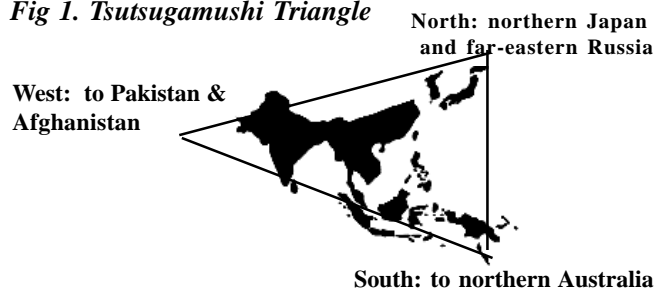 Fig 1. Tsutsugamushi Triangle
North: northern Japan
and far-eastern Russia
West: to Pakistan &
Afghanistan
South: to northern Australia